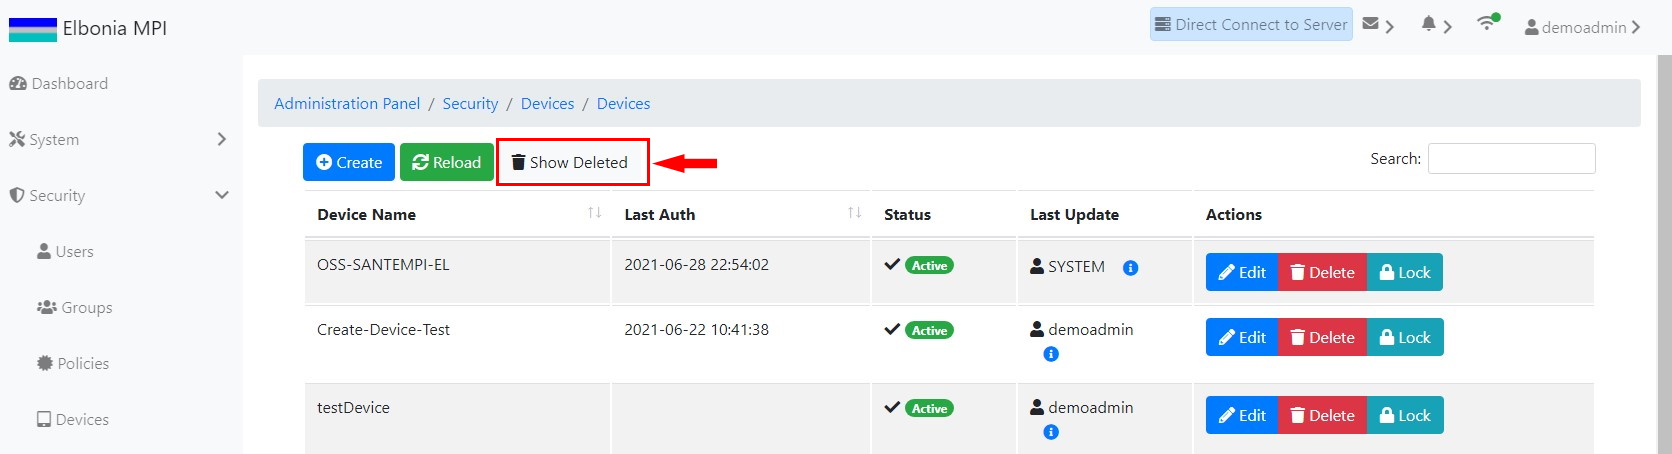 Elbonia MPI
Direct Connect to Server
demoadmin
Dashboard
System
Security
Users
Groups
Policies
Devices
Administration Panel / Security / Devices / Devices
Create Reload Show Deleted Search:
Device Name Last Auth Status Last Update Actions
OSS-SANTEMPI-EL 2021-06-28 22:54:02 Active SYSTEM Edit Delete Lock
Create-Device-Test 2021-06-22 10:41:38 Active demoadmin Edit Delete Lock
testDevice Active demoadmin Edit Delete Lock